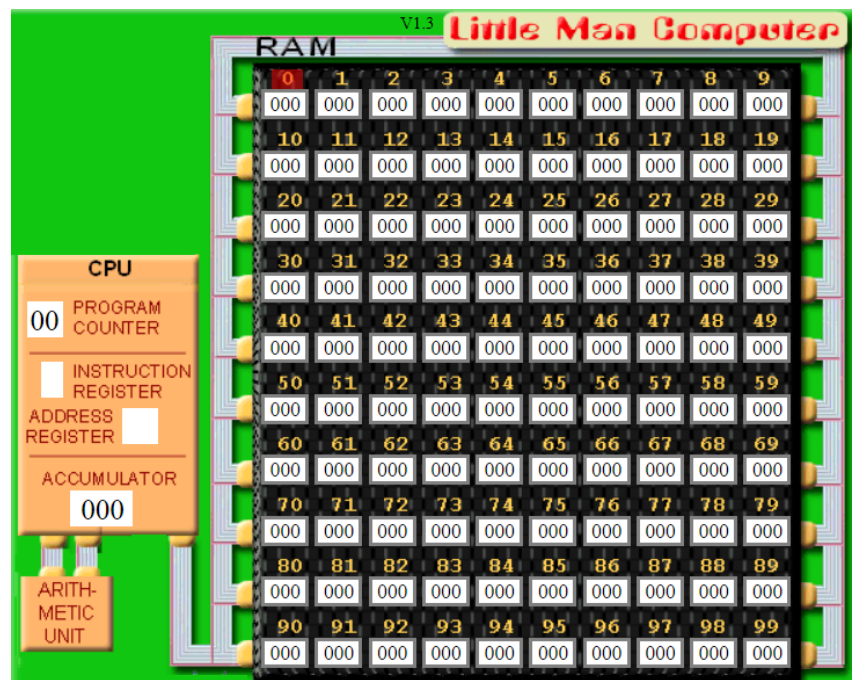 V1.3 Little Man Computer
RAM
0 1 2 3 4 5 6 7 8 9
000 000 000 000 000 000 000 000 000 000
10 11 12 13 14 15 16 17 18 19
000 000 000 000 000 000 000 000 000 000
20 21 22 23 24 25 26 27 28 29
000 000 000 000 000 000 000 000 000 000
30 31 32 33 34 35 36 37 38 39
000 000 000 000 000 000 000 000 000 000
40 41 42 43 44 45 46 47 48 49
000 000 000 000 000 000 000 000 000 000
50 51 52 53 54 55 56 57 58 59
000 000 000 000 000 000 000 000 000 000
60 61 62 63 64 65 66 67 68 69
000 000 000 000 000 000 000 000 000 000
70 71 72 73 74 75 76 77 78 79
000 000 000 000 000 000 000 000 000 000
80 81 82 83 84 85 86 87 88 89
000 000 000 000 000 000 000 000 000 000
90 91 92 93 94 95 96 97 98 99
000 000 000 000 000 000 000 000 000 000
CPU
00 PROGRAM
COUNTER
INSTRUCTION
REGISTER
ADDRESS
REGISTER
ACCUMULATOR
000
ARITH-
METIC
UNIT